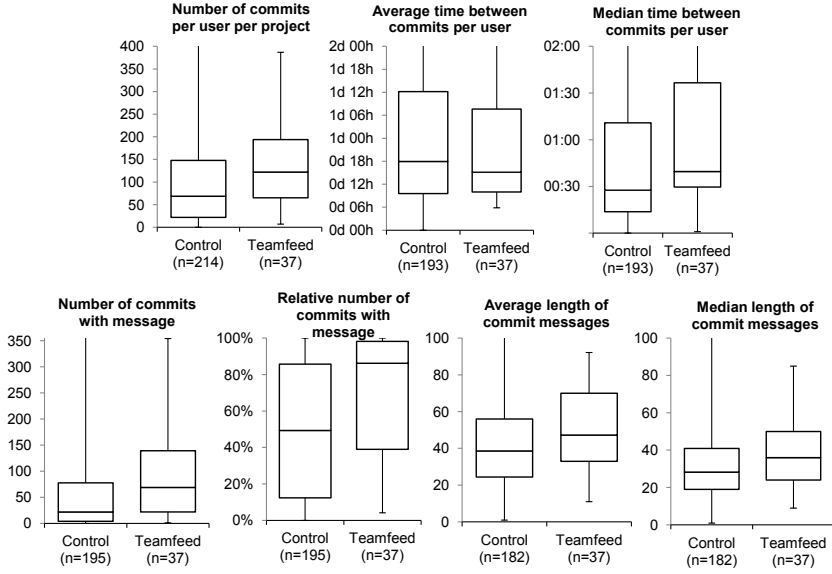 Number of commits
per user per project
400
350
300
250
200
150
100
50
0
Control
(n=214)
Teamfeed
(n=37)
Average time between
commits per user
2d 00h
1d 18h
1d 12h
1d 06h
1d 00h
0d 18h
0d 12h
0d 06h
0d 00h
Control
(n=193)
Teamfeed
(n=37)
Median time between
commits per user
02:00
01:30
01:00
00:30
Control
(n=193)
Teamfeed
(n=37)
Number of commits
with message
350
300
250
200
150
100
50
0
Control
(n=195)
Teamfeed
(n=37)
Relative number of
commits with
message
100%
80%
60%
40%
20%
0%
Control
(n=195)
Teamfeed
(n=37)
Average length of
commit messages
100
80
60
40
20
0
Control
(n=182)
Teamfeed
(n=37)
Median length of
commit messages
100
80
60
40
20
0
Control
(n=182)
Teamfeed
(n=37)